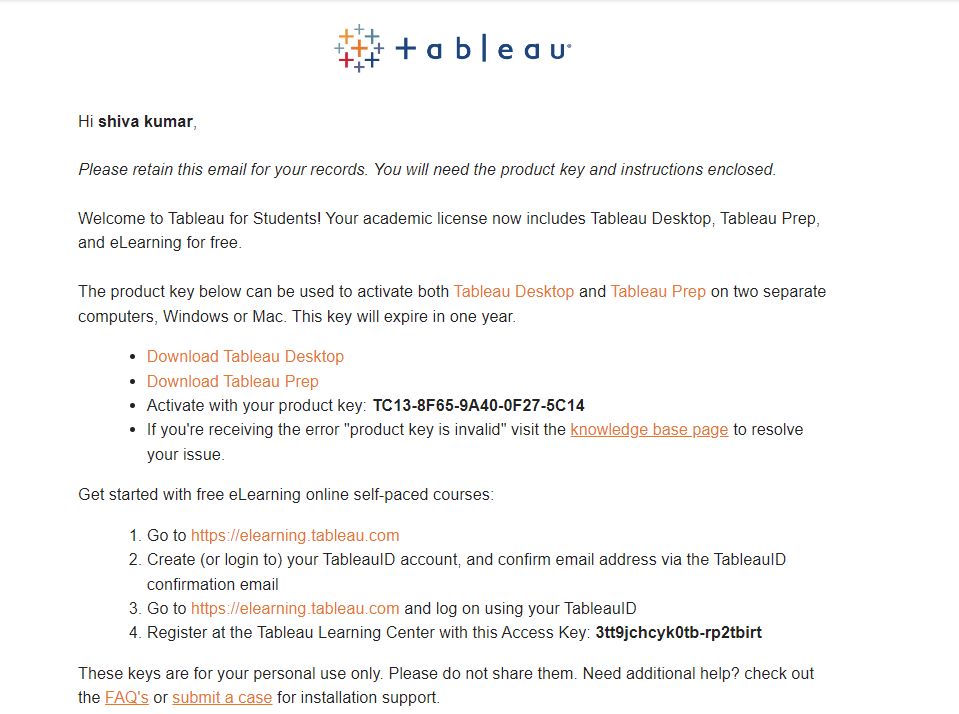 +ableau®
Hi shiva kumar,
Please retain this email for your records. You will need the product key and instructions enclosed.
Welcome to Tableau for Students! Your academic license now includes Tableau Desktop, Tableau Prep,
and eLearning for free.
The product key below can be used to activate both Tableau Desktop and Tableau Prep on two separate
computers, Windows or Mac. This key will expire in one year.
• Download Tableau Desktop
• Download Tableau Prep
• Activate with your product key: TC13-8F65-9A40-0F27-5C14
• If you're receiving the error "product key is invalid" visit the knowledge base page to resolve
your issue.
Get started with free eLearning online self-paced courses:
1. Go to https://elearning.tableau.com
2. Create (or login to) your TableauID account, and confirm email address via the TableauID
confirmation email
3. Go to https://elearning.tableau.com and log on using your TableauID
4. Register at the Tableau Learning Center with this Access Key: 3tt9jchcyk0tb-rp2tbirt
These keys are for your personal use only. Please do not share them. Need additional help? check out
the FAQ's or submit a case for installation support.